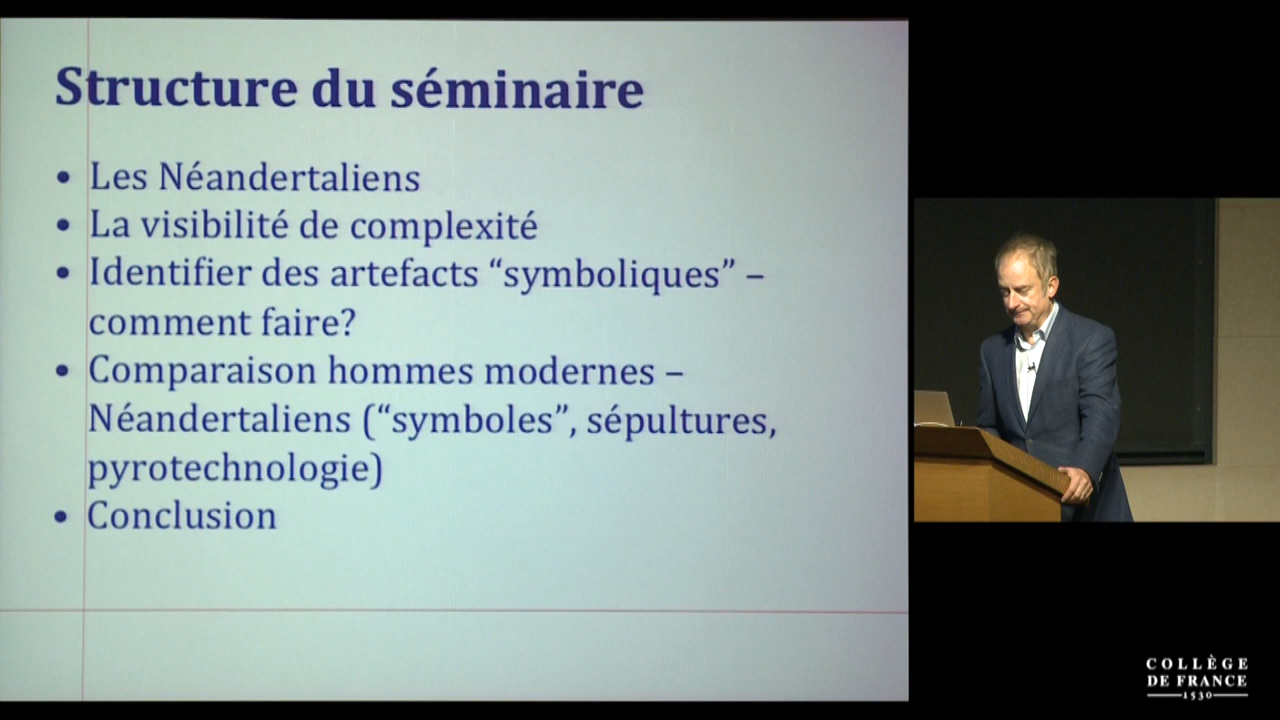 Structure du séminaire
• Les Néandertaliens
• La visibilité de complexité
• Identifier des artefacts “symboliques” –
comment faire?
• Comparaison hommes modernes –
Néandertaliens (“symboles”, sépultures,
pyrotechnologie)
• Conclusion
COLLÈGE
DE FRANCE
1530